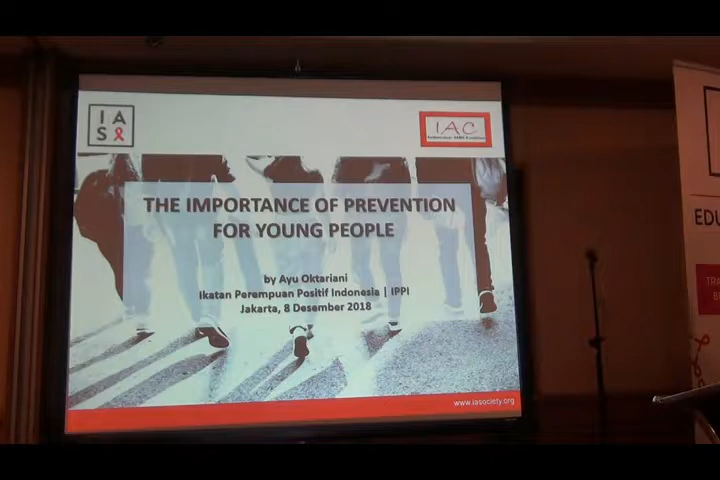 IAS
IAC
THE IMPORTANCE OF PREVENTION
FOR YOUNG PEOPLE
by Ayu Oktariani
Ikatan Perempuan Positif Indonesia | IPPI
Jakarta, 8 Desember 2018
www.iasociety.org
EDU